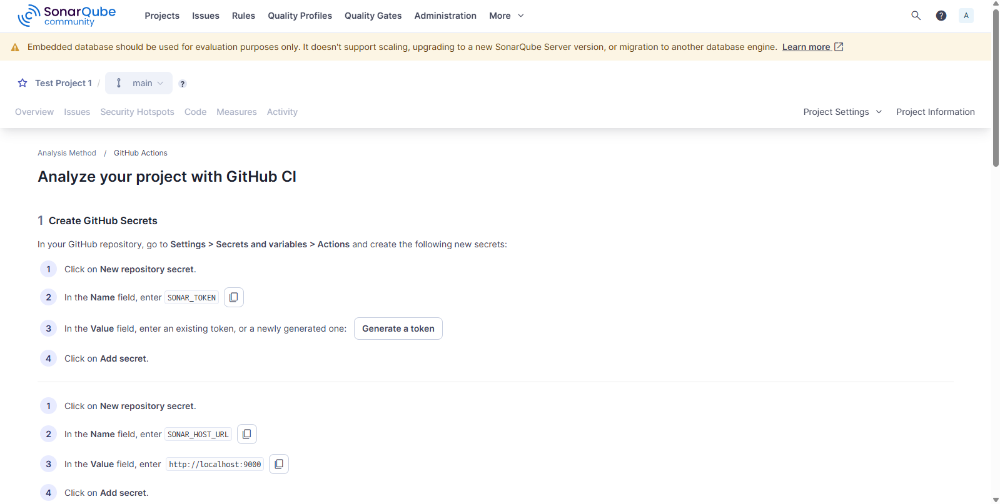 SonarQube community
Projects Issues Rules Quality Profiles Quality Gates Administration More
? A
Embedded database should be used for evaluation purposes only. It doesn't support scaling, upgrading to a new SonarQube Server version, or migration to another database engine. Learn more
Test Project 1 / main ?
Overview Issues Security Hotspots Code Measures Activity Project Settings Project Information
Analysis Method / GitHub Actions
Analyze your project with GitHub CI
1 Create GitHub Secrets
In your GitHub repository, go to Settings > Secrets and variables > Actions and create the following new secrets:
1 Click on New repository secret.
2 In the Name field, enter SONAR_TOKEN
3 In the Value field, enter an existing token, or a newly generated one: Generate a token
4 Click on Add secret.
1 Click on New repository secret.
2 In the Name field, enter SONAR_HOST_URL
3 In the Value field, enter http://localhost:9000
4 Click on Add secret.